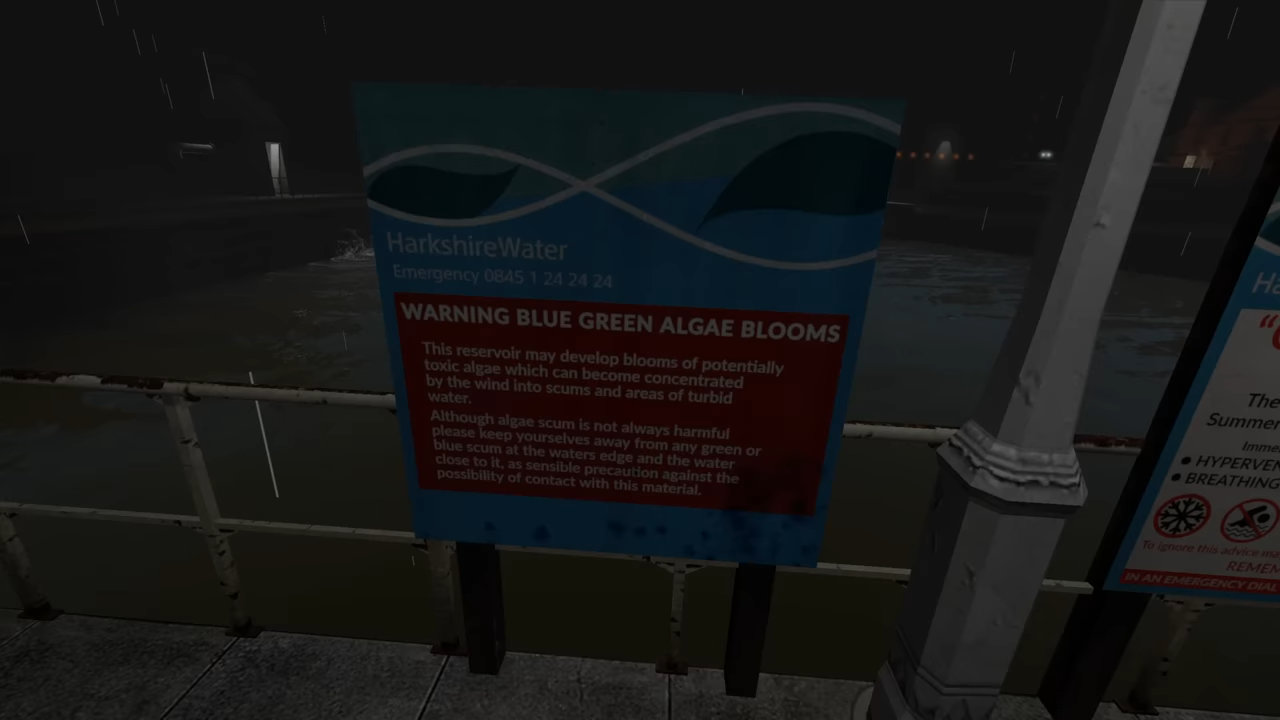 HarkshireWater
Emergency 0845 1 24 24 24
WARNING BLUE GREEN ALGAE BLOOMS
This reservoir may develop blooms of potentially
toxic algae which can become concentrated
by the wind into scums and areas of turbid
water.
Although algae scum is not always harmful
please keep yourselves away from any green or
blue scum at the waters edge and the water
close to it, as sensible precaution against the
possibility of contact with this material.
The
Summer
• BREATHING
To ignore this advice
IN AN EMERGENCY DIAL